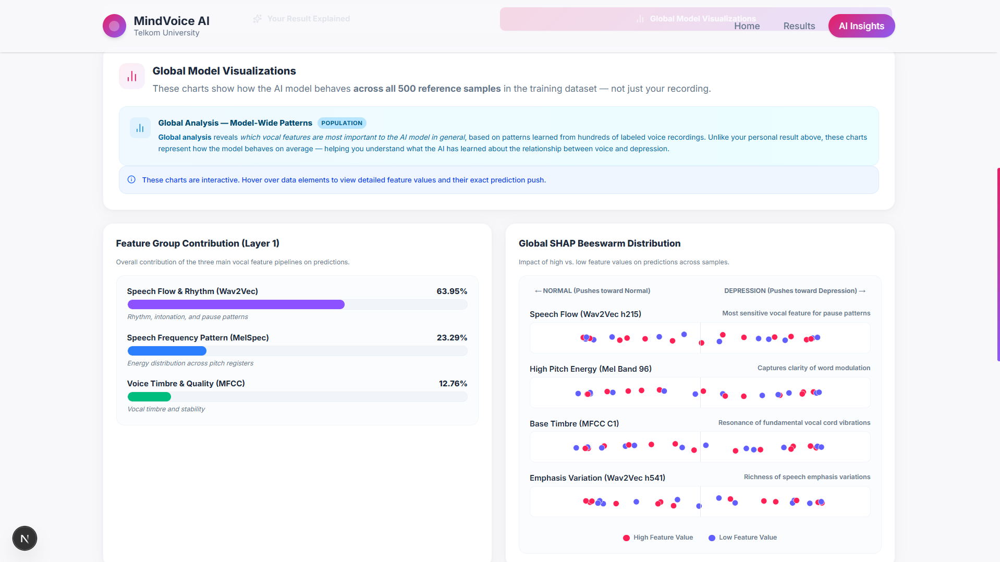 MindVoice AI
Telkom University
Your Result Explained
Global Model Visualizations
Home
Results
AI Insights
Global Model Visualizations
These charts show how the AI model behaves across all 500 reference samples in the training dataset — not just your recording.
Global Analysis — Model-Wide Patterns POPULATION
Global analysis reveals which vocal features are most important to the AI model in general, based on patterns learned from hundreds of labeled voice recordings. Unlike your personal result above, these charts
represent how the model behaves on average — helping you understand what the AI has learned about the relationship between voice and depression.
These charts are interactive. Hover over data elements to view detailed feature values and their exact prediction push.
Feature Group Contribution (Layer 1)
Overall contribution of the three main vocal feature pipelines on predictions.
Speech Flow & Rhythm (Wav2Vec) 63.95%
Rhythm, intonation, and pause patterns
Speech Frequency Pattern (MelSpec) 23.29%
Energy distribution across pitch registers
Voice Timbre & Quality (MFCC) 12.76%
Vocal timbre and stability
Global SHAP Beeswarm Distribution
Impact of high vs. low feature values on predictions across samples.
← NORMAL (Pushes toward Normal) DEPRESSION (Pushes toward Depression) →
Speech Flow (Wav2Vec h215) Most sensitive vocal feature for pause patterns
High Pitch Energy (Mel Band 96) Captures clarity of word modulation
Base Timbre (MFCC C1) Resonance of fundamental vocal cord vibrations
Emphasis Variation (Wav2Vec h541) Richness of speech emphasis variations
High Feature Value Low Feature Value
N